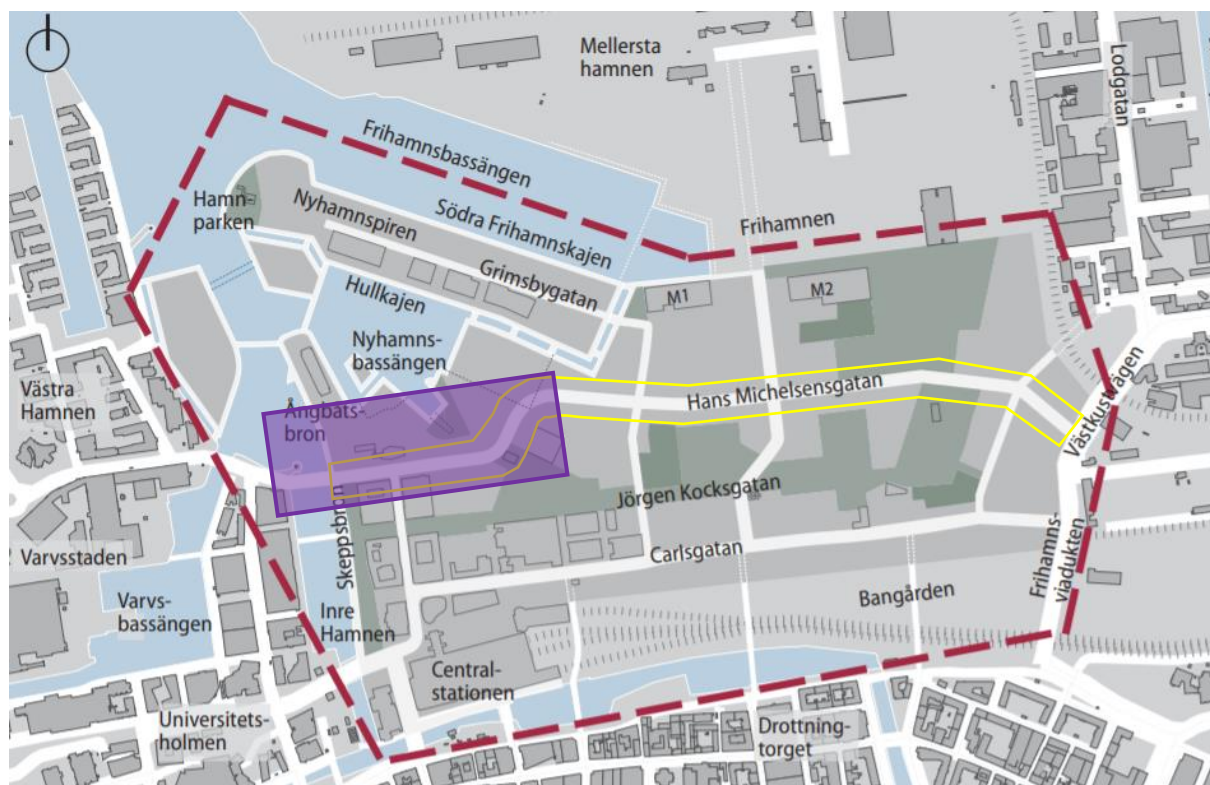 Mellersta
hamnen
Lodgatan
Frihamnsbassängen
Hamn-
parken
Nyhamnspiren
Södra Frihamnskajen
Frihamnen
Grimsbygatan
Hullkajen
M1
M2
Nyhamns-
bassängen
Hans Michelsensgatan
Västra
Hamnen
Ångbåts-
bron
Västkustvägen
Jörgen Kocksgatan
Skeppsbron
Carlsgatan
Varvsstaden
Frihamns-
viadukten
Varvs-
bassängen
Inre
Hamnen
Bangården
Central-
stationen
Universitets-
holmen
Drottning-
torget